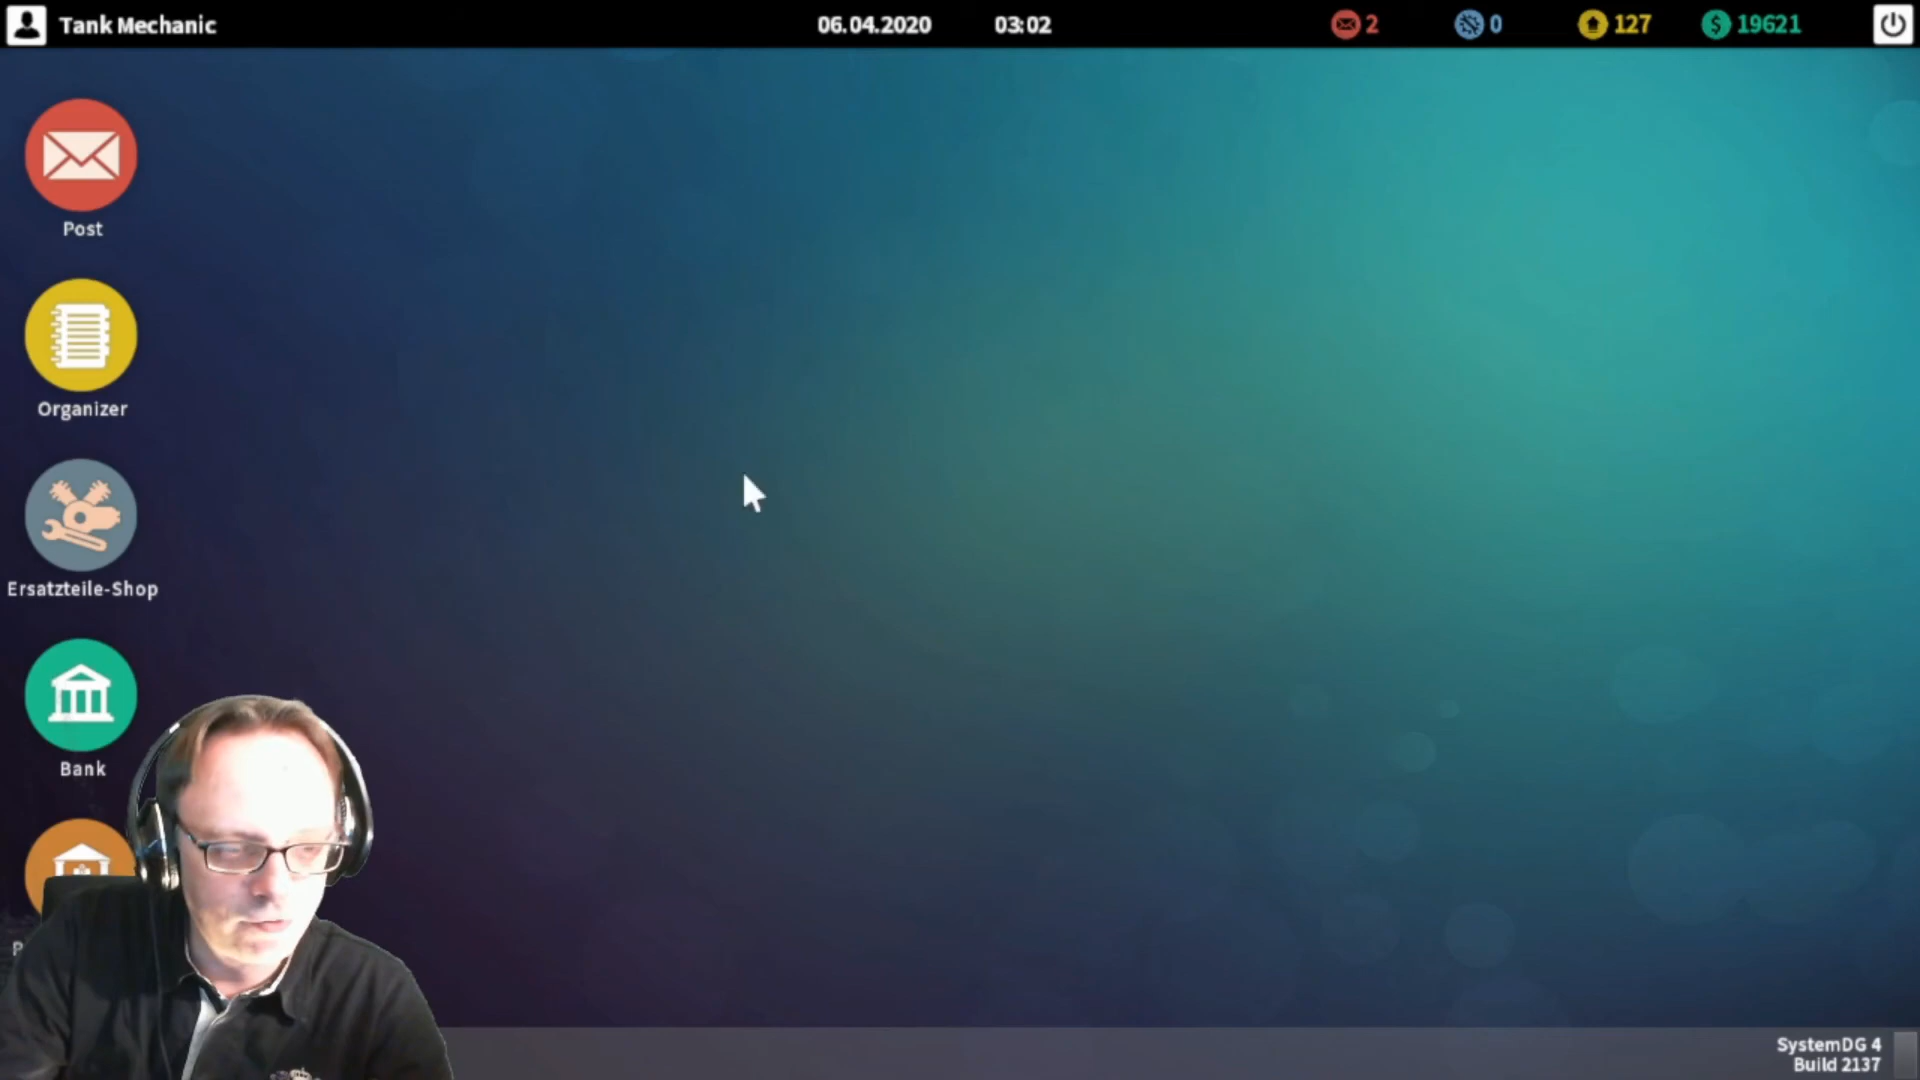 Tank Mechanic
06.04.2020 03:02
2 0 127 19621
Post
Organizer
Ersatzteile-Shop
Bank
SystemDG 4
Build 2137